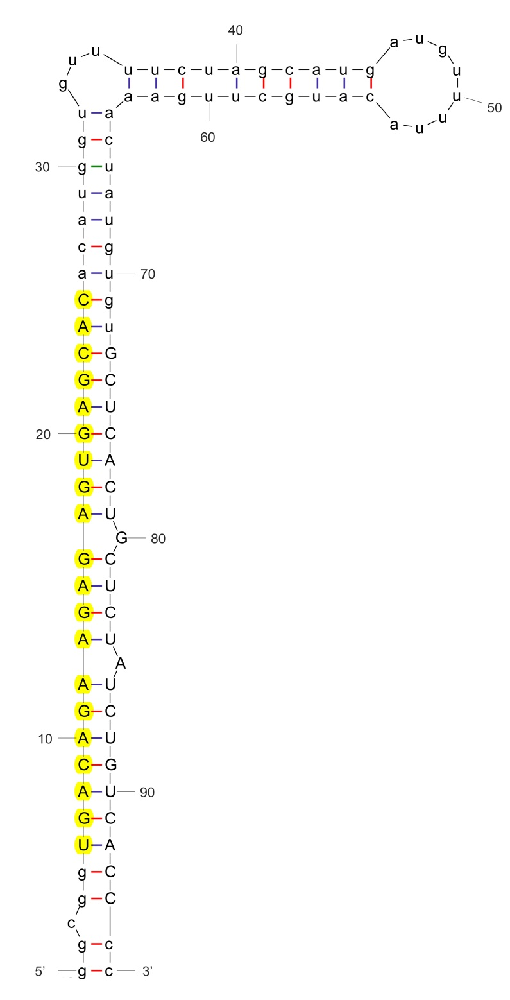 40
a u
u u g
u u c u a g c a u g u
g
a a g u u c g u a c u 50
u a a u u
60
g c
30 g u
u a
a u
c g
a u 70
C g
A u
C G
G C
A U
20 G C
U A
G C
A U
G 80
G C
A U
G C
A U
A
A U
G C
10 A U
C G
A U 90
G C
U A
g C
g C
c
g c
5’ g c 3’